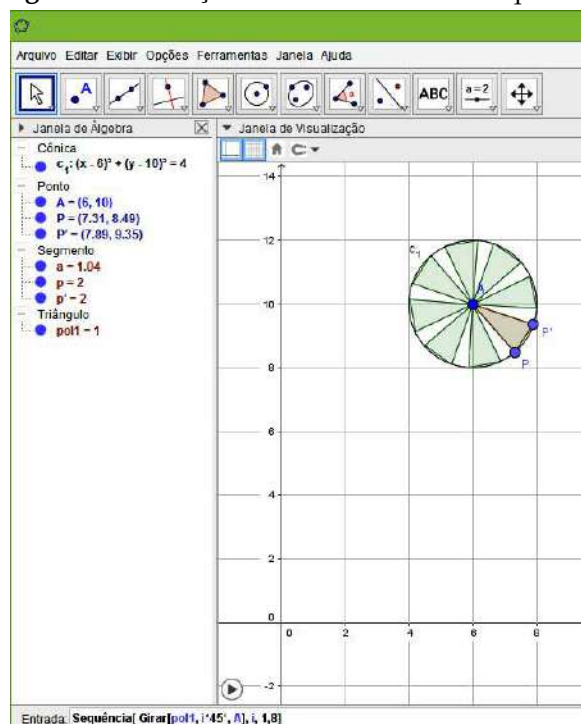 Arquivo Editar Exibir Opções Ferramentas Janela Ajuda
A
ABC
a=2
Janela de Álgebra
Janela de Visualização
Cônica
c₁: (x - 6)² + (y - 10)² = 4
Ponto
A = (6, 10)
P = (7.31, 8.49)
P' = (7.89, 9.35)
Segmento
a = 1.04
p = 2
p' = 2
Triângulo
pol1 = 1
14
12
c₁
A
10
P'
P
8
6
4
2
0
0 2 4 6 8
-2
Entrada: Sequência[ Girar[pol1, i*45°, A], i, 1,8]